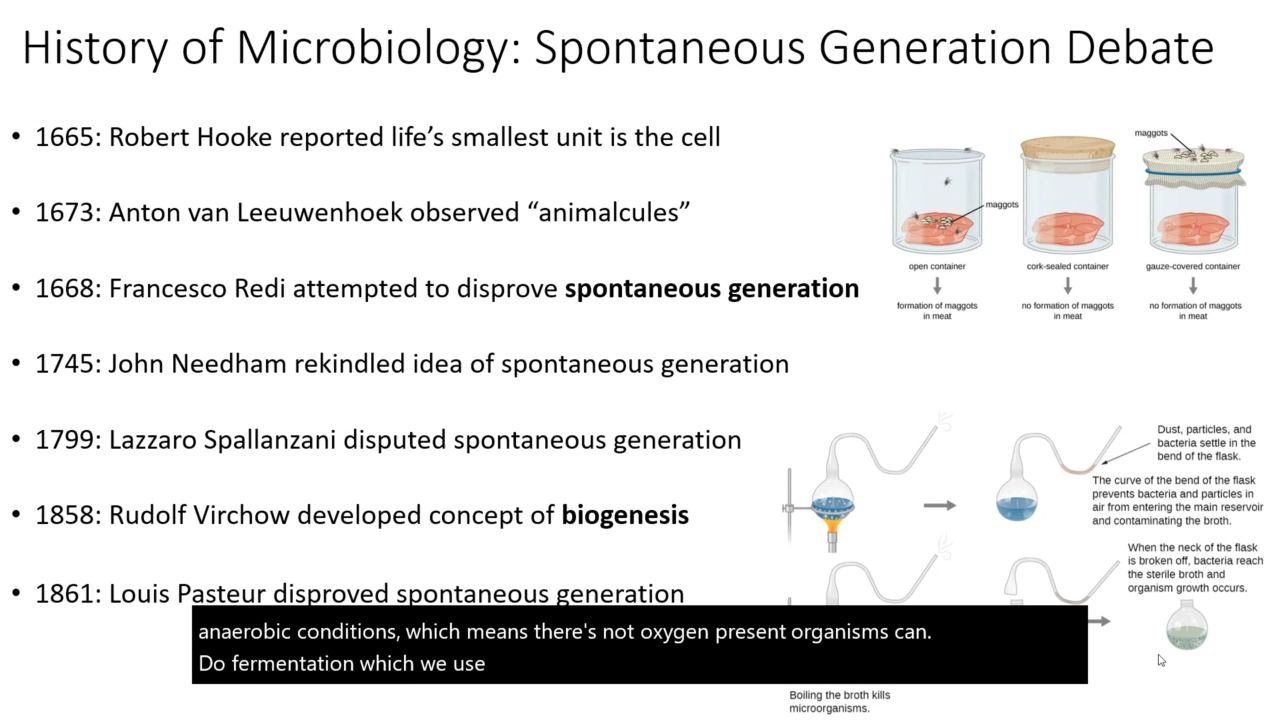 History of Microbiology: Spontaneous Generation Debate
• 1665: Robert Hooke reported life’s smallest unit is the cell
• 1673: Anton van Leeuwenhoek observed “animalcules”
• 1668: Francesco Redi attempted to disprove spontaneous generation
• 1745: John Needham rekindled idea of spontaneous generation
• 1799: Lazzaro Spallanzani disputed spontaneous generation
• 1858: Rudolf Virchow developed concept of biogenesis
• 1861: Louis Pasteur disproved spontaneous generation
maggots
maggots
open container
cork-sealed container
gauze-covered container
formation of maggots
in meat
no formation of maggots
in meat
no formation of maggots
in meat
Dust, particles, and
bacteria settle in the
bend of the flask.
The curve of the bend of the flask
prevents bacteria and particles in
air from entering the main reservoir
and contaminating the broth.
When the neck of the flask
is broken off, bacteria reach
the sterile broth and
organism growth occurs.
anaerobic conditions, which means there's not oxygen present organisms can.
Do fermentation which we use
Boiling the broth kills
microorganisms.